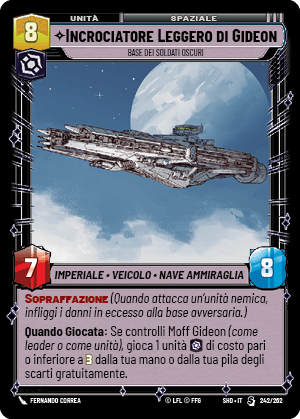 UNITÀ SPAZIALE
8
✧Incrociatore Leggero di Gideon
BASE DEI SOLDATI OSCURI
7
IMPERIALE • VEICOLO • NAVE AMMIRAGLIA
8
Sopraffazione (Quando attacca un'unità nemica,
infliggi i danni in eccesso alla base avversaria.)
Quando Giocata: Se controlli Moff Gideon (come
leader o come unità), gioca 1 unità di costo pari
o inferiore a 3 dalla tua mano o dalla tua pila degli
scarti gratuitamente.
FERNANDO CORREA
© LFL © FFG
SHD • IT
242/262